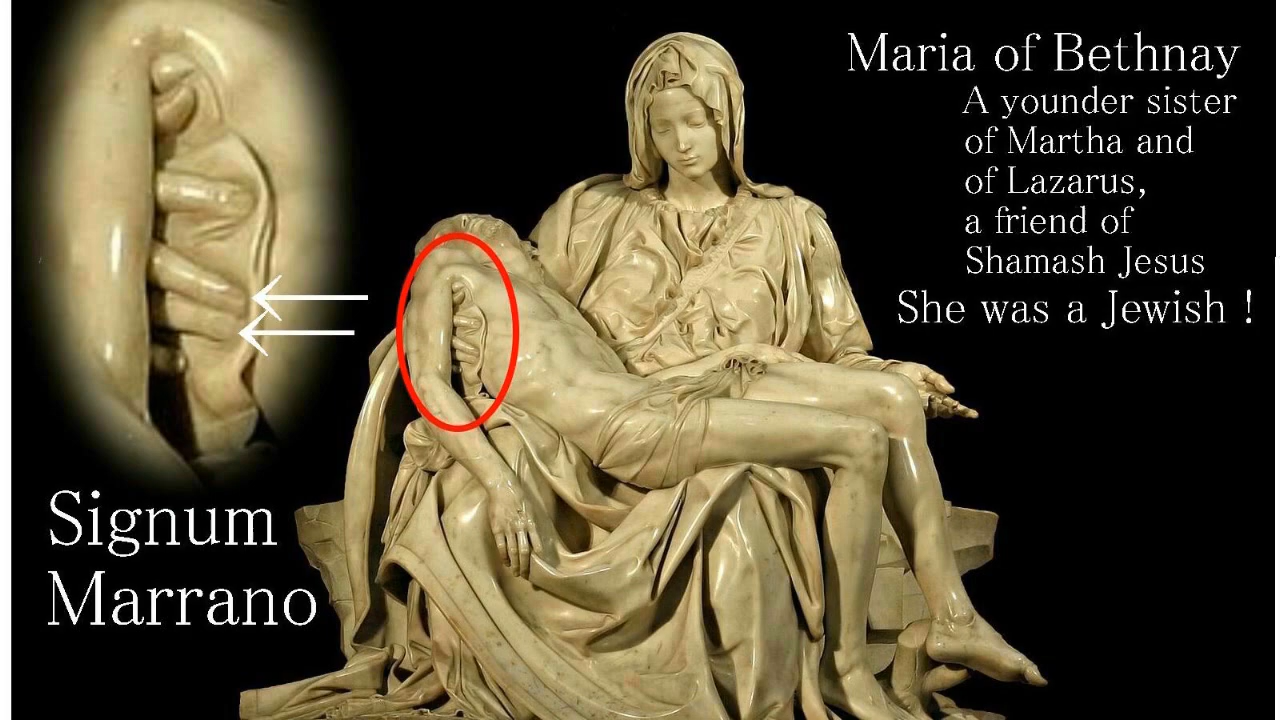 Maria of Bethnay
A younder sister
of Martha and
of Lazarus,
a friend of
Shamash Jesus
She was a Jewish !
Signum
Marrano